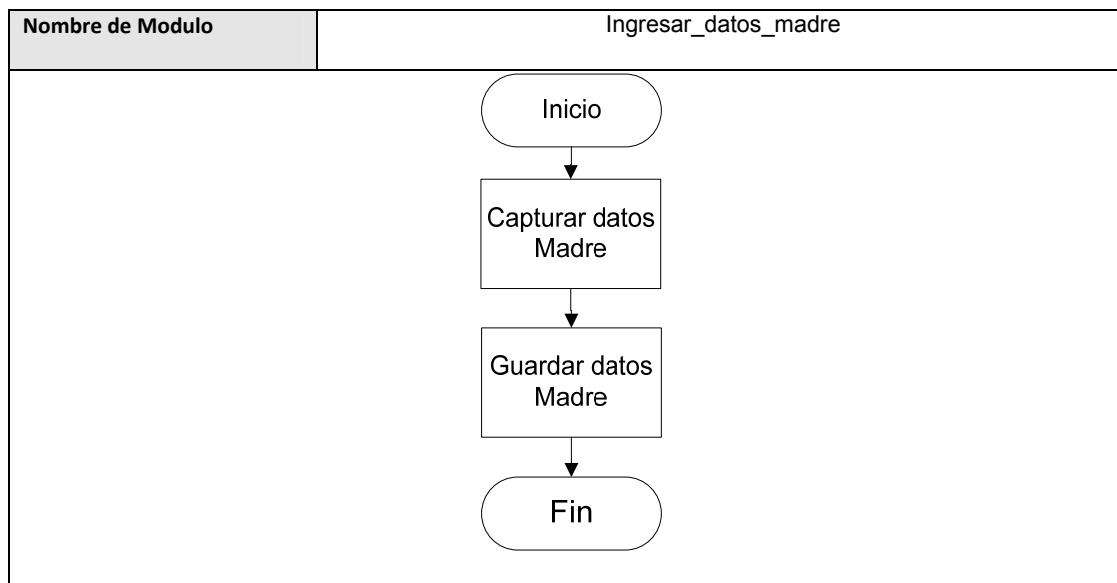 Nombre de Modulo
Ingresar_datos_madre
Inicio
Capturar datos
Madre
Guardar datos
Madre
Fin